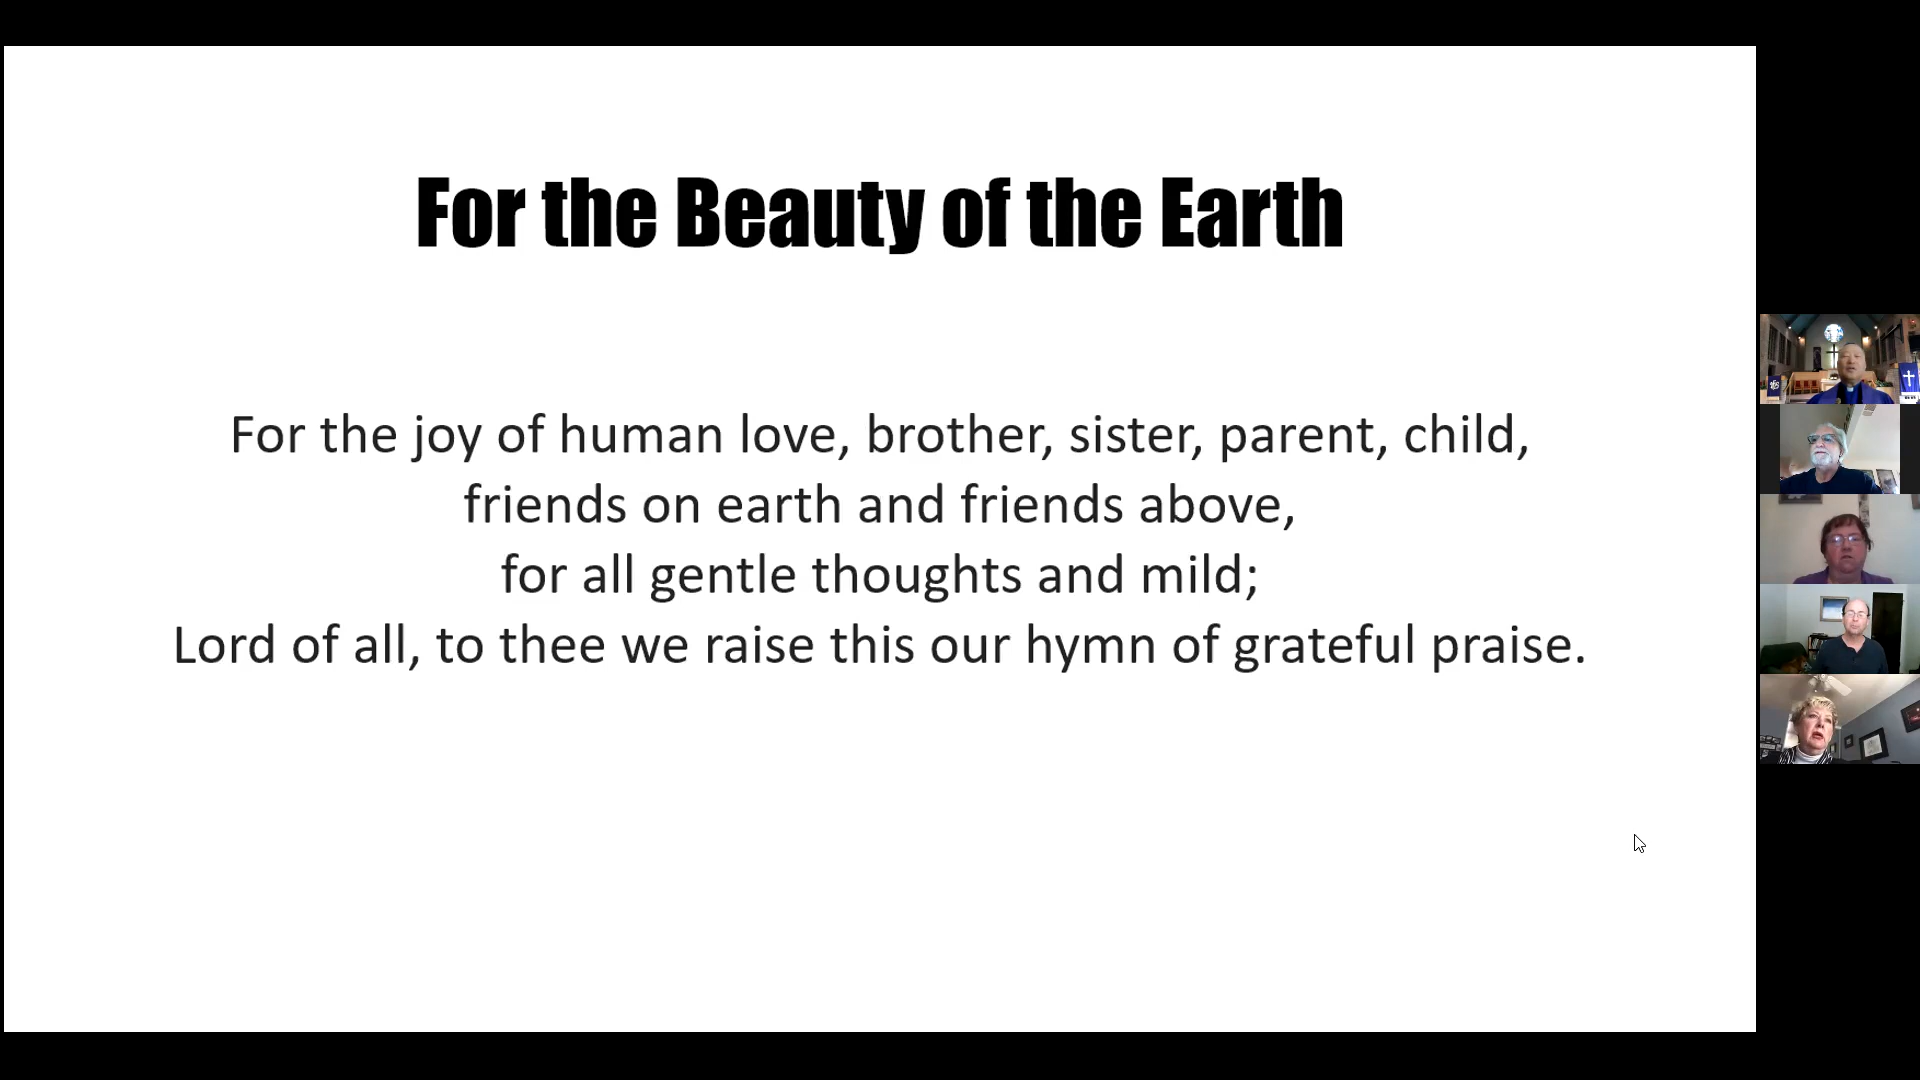 For the Beauty of the Earth
For the joy of human love, brother, sister, parent, child,
friends on earth and friends above,
for all gentle thoughts and mild;
Lord of all, to thee we raise this our hymn of grateful praise.